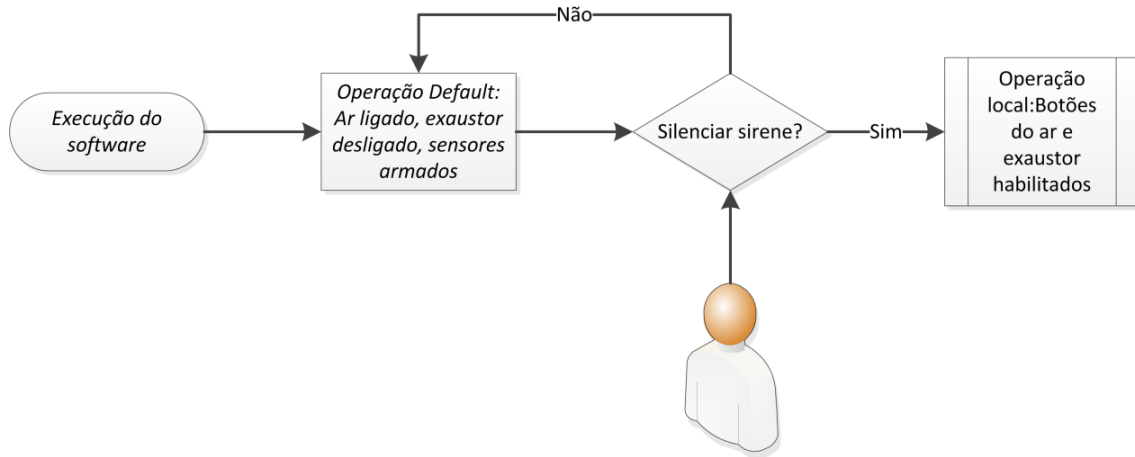 Não
Execução do
software
Operação Default:
Ar ligado, exaustor
desligado, sensores
armados
Silenciar sirene?
Sim
Operação
local:Botões
do ar e
exaustor
habilitados